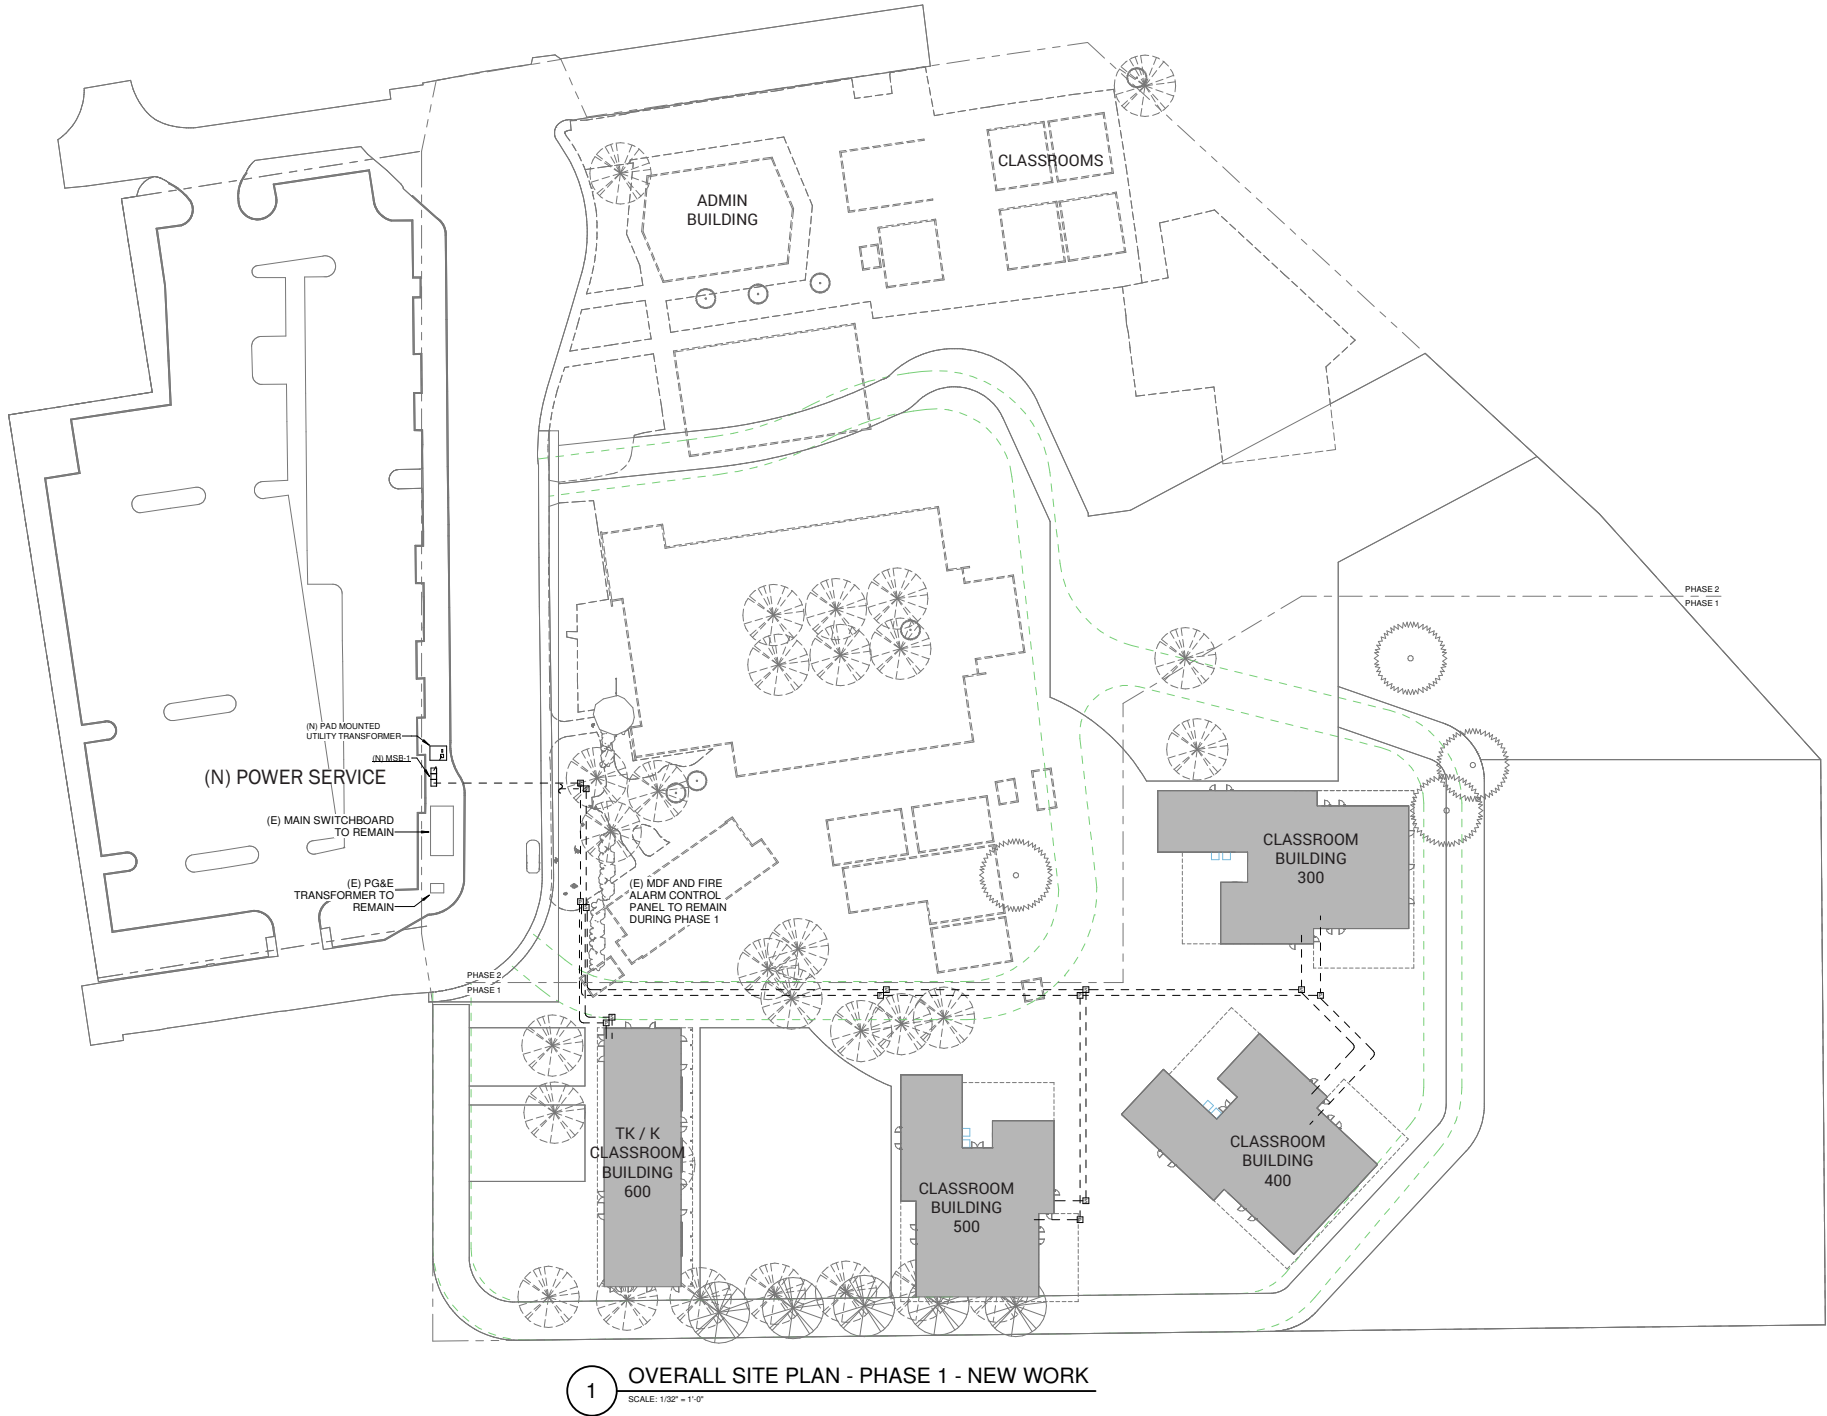 CLASSROOMS
ADMIN
BUILDING
PHASE 2
PHASE 1
(N) PAD MOUNTED
UTILITY TRANSFORMER
(N) MSB-1
(N) POWER SERVICE
(E) MAIN SWITCHBOARD
TO REMAIN
(E) PG&E
TRANSFORMER TO
REMAIN
(E) MDF AND FIRE
ALARM CONTROL
PANEL TO REMAIN
DURING PHASE 1
CLASSROOM
BUILDING
300
PHASE 2
PHASE 1
TK / K
CLASSROOM
BUILDING
600
CLASSROOM
BUILDING
500
CLASSROOM
BUILDING
400
1
OVERALL SITE PLAN - PHASE 1 - NEW WORK
SCALE: 1/32" = 1'-0"